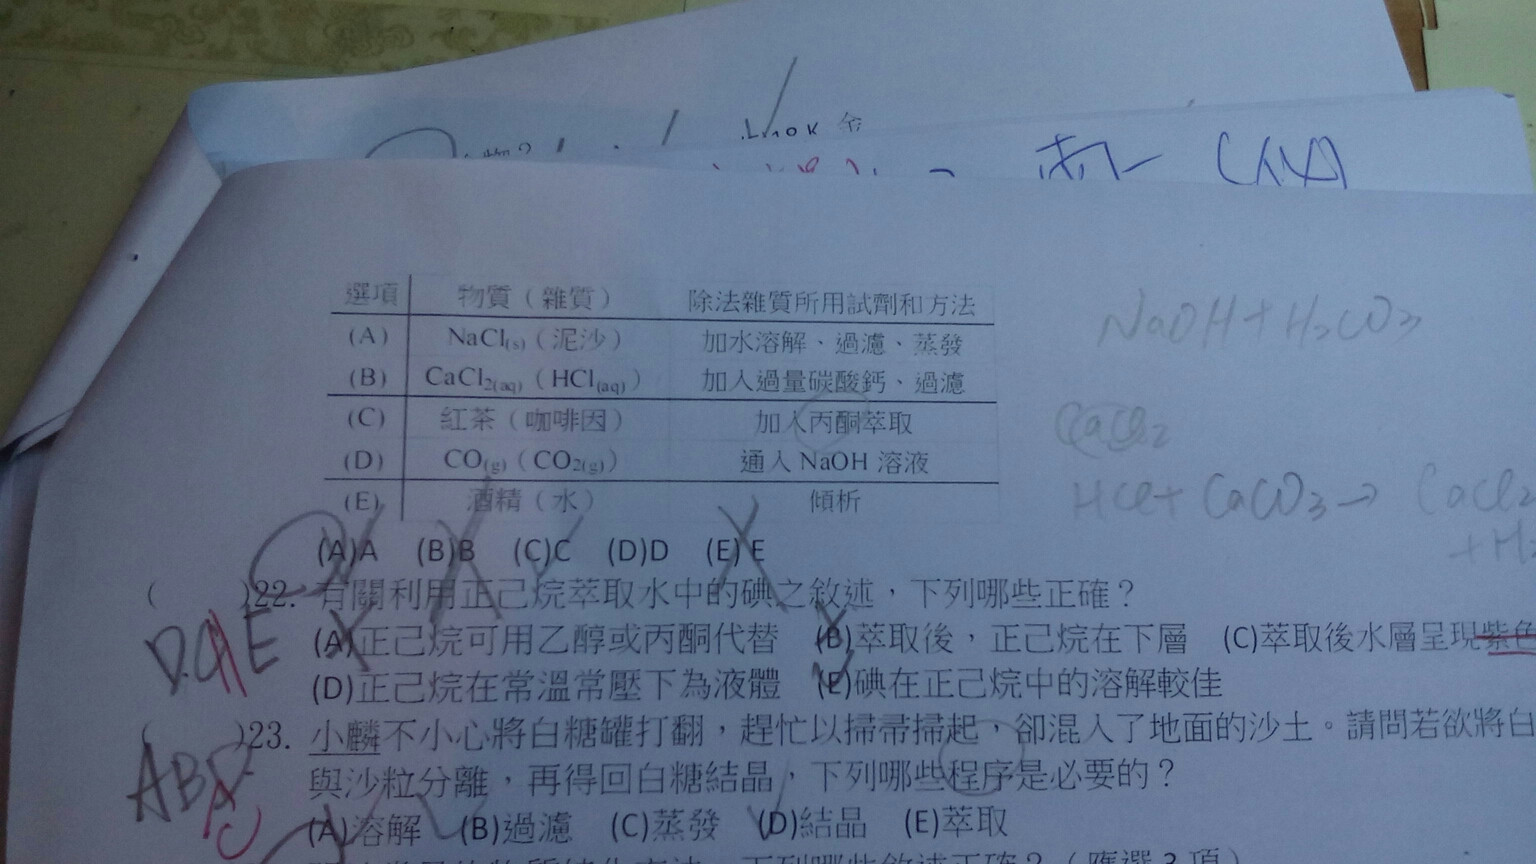 選項 物質（雜質） 除法雜質所用試劑和方法
(A) NaCl(s)（泥沙） 加水溶解、過濾、蒸發
(B) CaCl2(aq)（HCl(aq)） 加入過量碳酸鈣、過濾
(C) 紅茶（咖啡因） 加入丙酮萃取
(D) CO(g)（CO2(g)） 通入 NaOH 溶液
(E) 酒精（水） 傾析
NaOH + H2CO3
CaCl2
HCl + CaCO3 → CaCl2
(A)A (B)B (C)C (D)D (E)E
( )22. 有關利用正己烷萃取水中的碘之敘述，下列哪些正確？
(A)正己烷可用乙醇或丙酮代替 (B)萃取後，正己烷在下層 (C)萃取後水層呈現紫色
(D)正己烷在常溫常壓下為液體 (E)碘在正己烷中的溶解較佳
( )23. 小麟不小心將白糖罐打翻，趕忙以掃帚掃起，卻混入了地面的沙土。請問若欲將白
與沙粒分離，再得回白糖結晶，下列哪些程序是必要的？
(A)溶解 (B)過濾 (C)蒸發 (D)結晶 (E)萃取